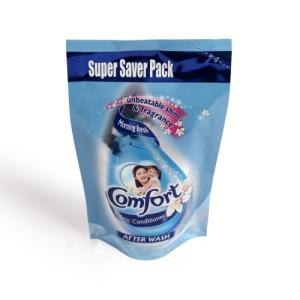 Super Saver Pack
unbeatable shine
& fragrance
Morning Fresh
Comfort
Fabric Conditioner
AFTER WASH